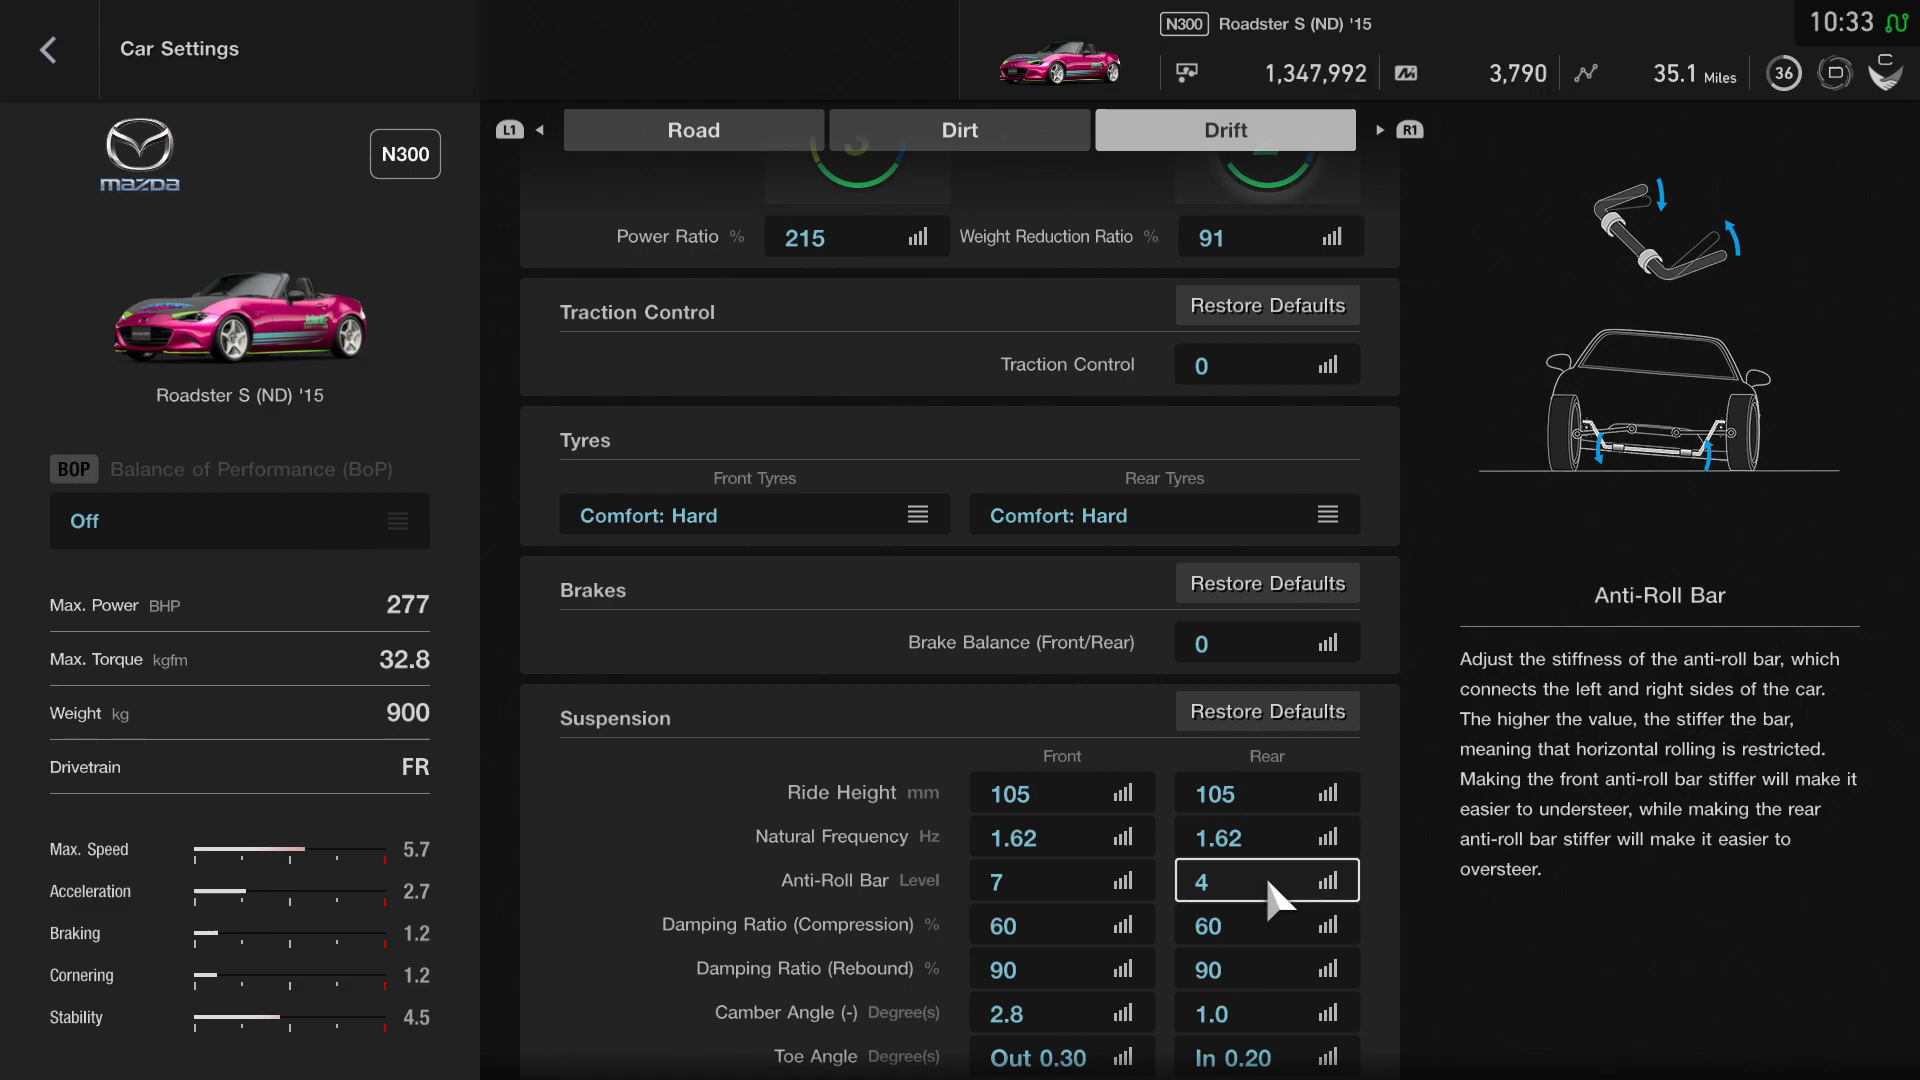 Car Settings
N300 Roadster S (ND) '15
10:33
1,347,992
3,790
35.1 Miles
36
D
C
L1
Road
Dirt
Drift
R1
mazda
N300
Roadster S (ND) '15
BOP Balance of Performance (BoP)
Off
Max. Power BHP 277
Max. Torque kgfm 32.8
Weight kg 900
Drivetrain FR
Max. Speed 5.7
Acceleration 2.7
Braking 1.2
Cornering 1.2
Stability 4.5
Power Ratio % 215
Weight Reduction Ratio % 91
Traction Control
Restore Defaults
Traction Control 0
Tyres
Front Tyres
Rear Tyres
Comfort: Hard
Comfort: Hard
Brakes
Restore Defaults
Brake Balance (Front/Rear) 0
Suspension
Restore Defaults
Front Rear
Ride Height mm 105 105
Natural Frequency Hz 1.62 1.62
Anti-Roll Bar Level 7 4
Damping Ratio (Compression) % 60 60
Damping Ratio (Rebound) % 90 90
Camber Angle (-) Degree(s) 2.8 1.0
Toe Angle Degree(s) Out 0.30 In 0.20
Anti-Roll Bar
Adjust the stiffness of the anti-roll bar, which
connects the left and right sides of the car.
The higher the value, the stiffer the bar,
meaning that horizontal rolling is restricted.
Making the front anti-roll bar stiffer will make it
easier to understeer, while making the rear
anti-roll bar stiffer will make it easier to
oversteer.